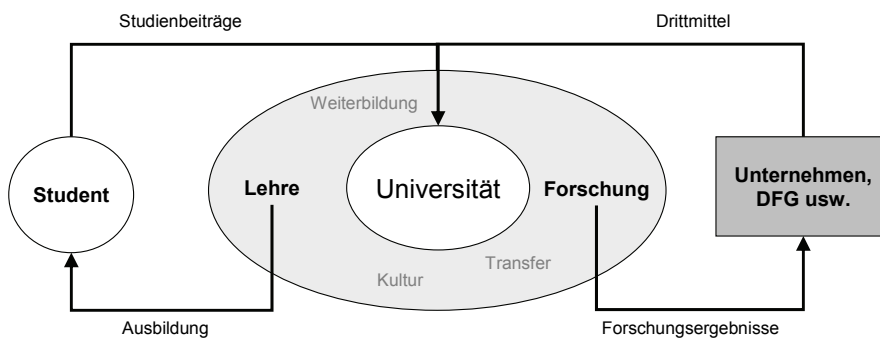 Studienbeiträge
Drittmittel
Weiterbildung
Student
Lehre
Universität
Forschung
Unternehmen,
DFG usw.
Transfer
Kultur
Ausbildung
Forschungsergebnisse